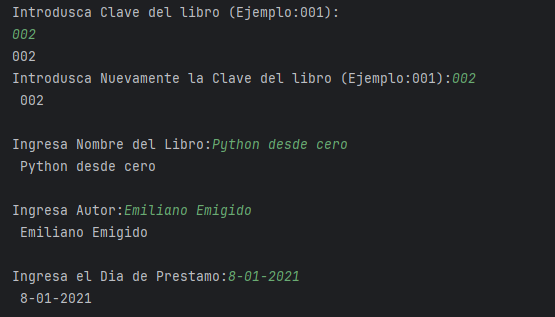 Introdusca Clave del libro (Ejemplo:001):
002
002
Introdusca Nuevamente la Clave del libro (Ejemplo:001):002
002
Ingresa Nombre del Libro:Python desde cero
Python desde cero
Ingresa Autor:Emiliano Emigido
Emiliano Emigido
Ingresa el Dia de Prestamo:8-01-2021
8-01-2021